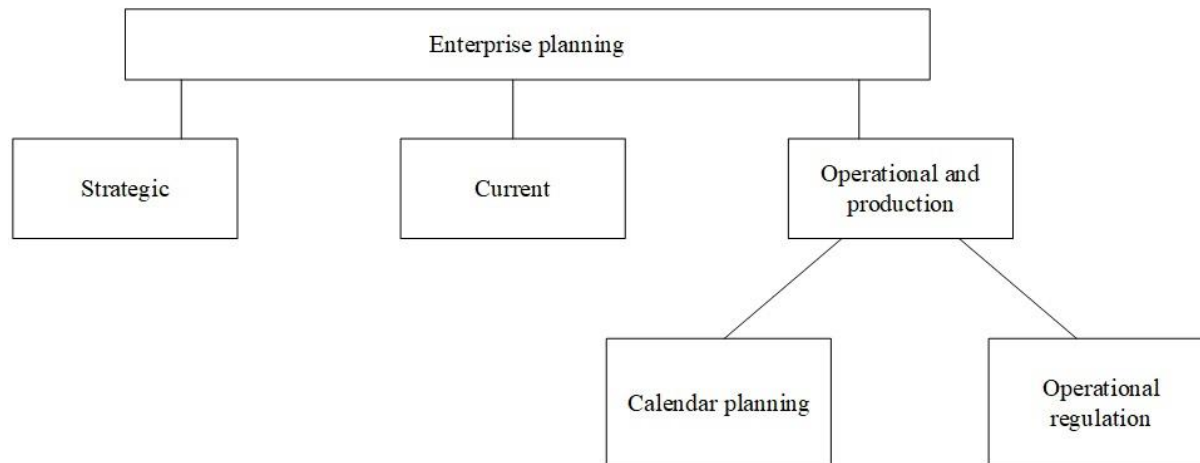 Enterprise planning
Strategic
Current
Operational and
production
Calendar planning
Operational
regulation